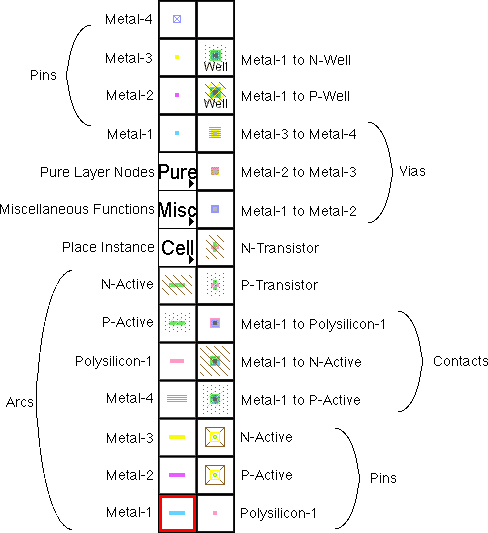 Metal-4
Metal-3
Well
Metal-1 to N-Well
Pins
Metal-2
Well
Metal-1 to P-Well
Metal-1
Metal-3 to Metal-4
Pure Layer Nodes
Pure
Metal-2 to Metal-3
Vias
Miscellaneous Functions
Misc
Metal-1 to Metal-2
Place Instance
Cell
N-Transistor
N-Active
P-Transistor
P-Active
Metal-1 to Polysilicon-1
Polysilicon-1
Metal-1 to N-Active
Contacts
Arcs
Metal-4
Metal-1 to P-Active
Metal-3
N-Active
Metal-2
P-Active
Pins
Metal-1
Polysilicon-1